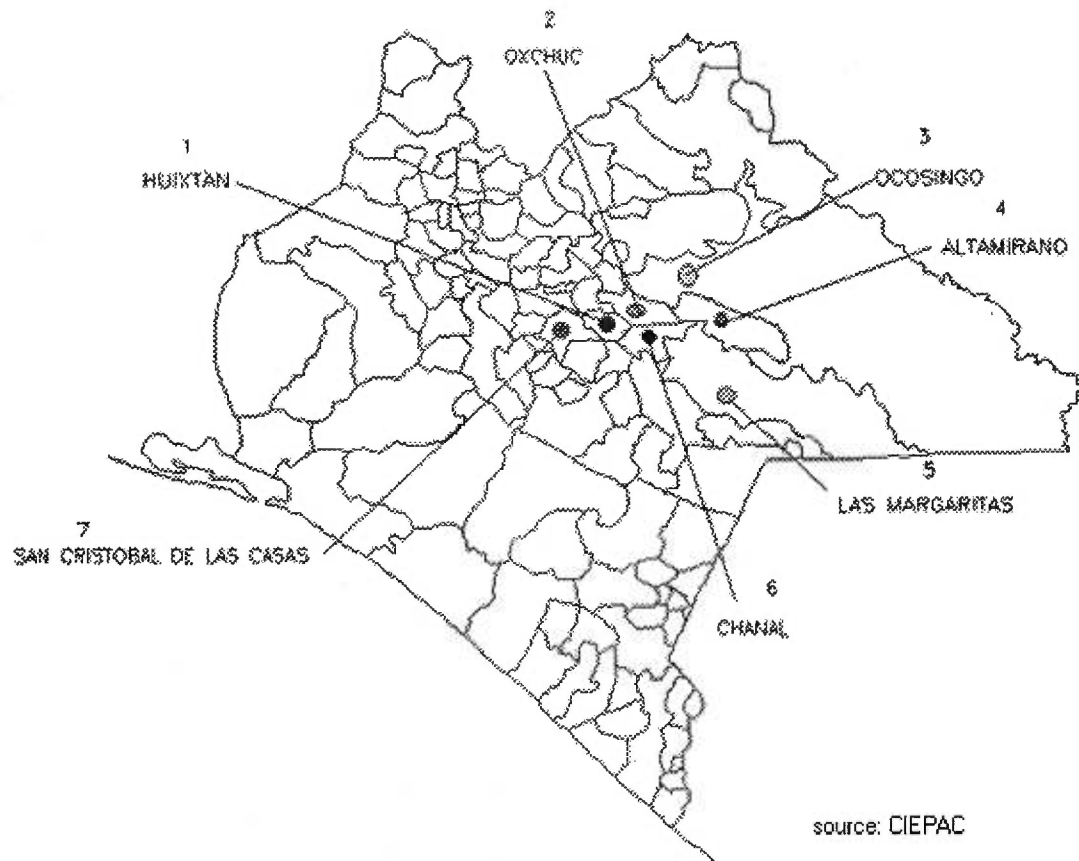 2
OXCHUC
1
HUIXTAN
3
OCOSINGO
4
ALTAMIRANO
5
LAS MARGARITAS
7
SAN CRISTOBAL DE LAS CASAS
6
CHANAL
source: CIEPAC